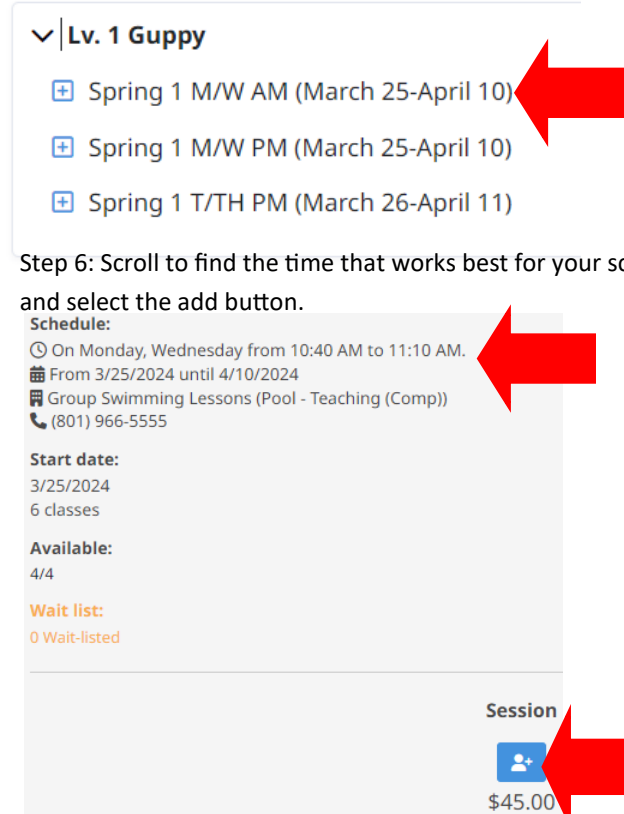 Lv. 1 Guppy
Spring 1 M/W AM (March 25-April 10)
Spring 1 M/W PM (March 25-April 10)
Spring 1 T/TH PM (March 26-April 11)
Step 6: Scroll to find the time that works best for your
and select the add button.
Schedule:
On Monday, Wednesday from 10:40 AM to 11:10 AM.
From 3/25/2024 until 4/10/2024
Group Swimming Lessons (Pool - Teaching (Comp))
(801) 966-5555
Start date:
3/25/2024
6 classes
Available:
4/4
Wait list:
0 Wait-listed
Session
$45.00